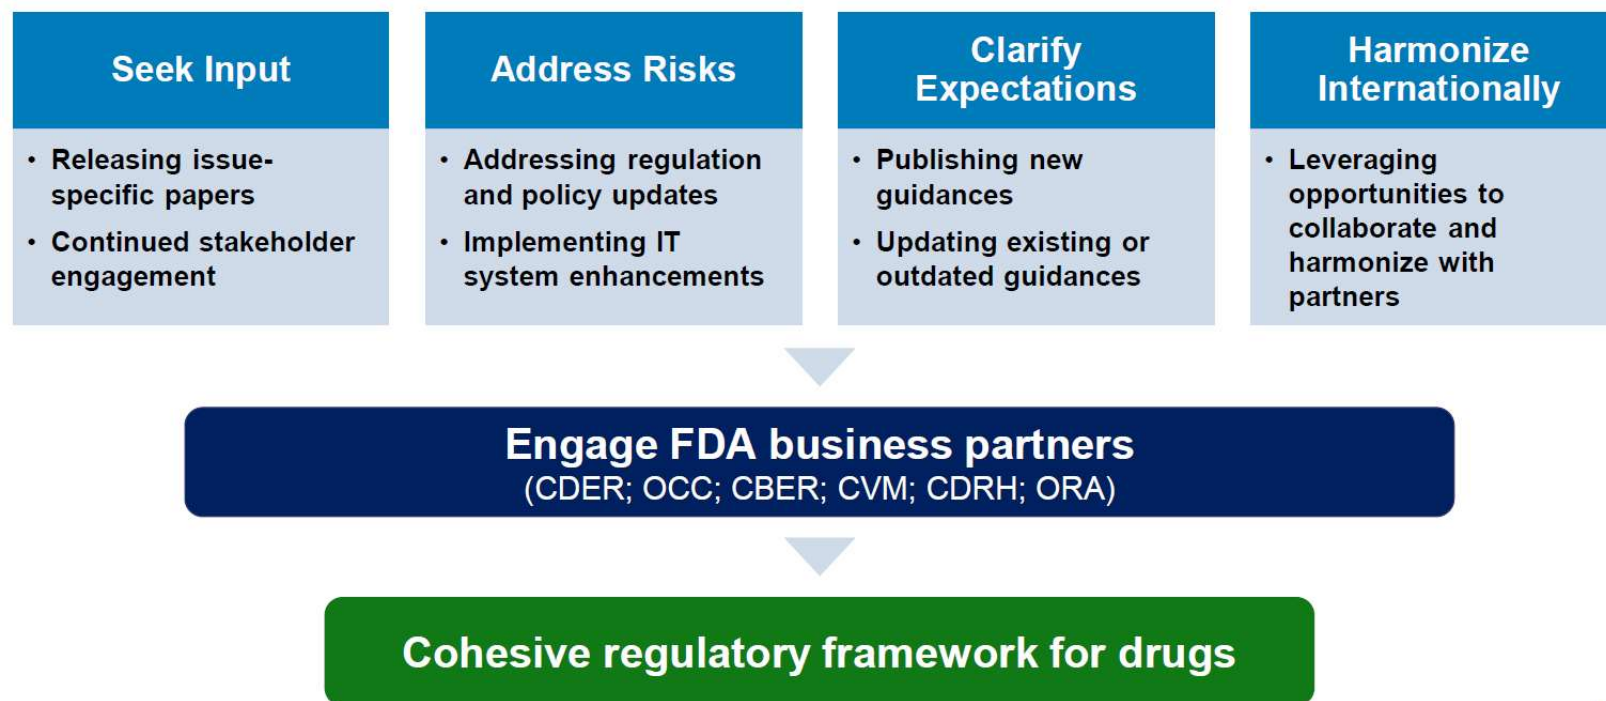 Seek Input
• Releasing issue-
specific papers
• Continued stakeholder
engagement
Address Risks
• Addressing regulation
and policy updates
• Implementing IT
system enhancements
Clarify
Expectations
• Publishing new
guidances
• Updating existing or
outdated guidances
Harmonize
Internationally
• Leveraging
opportunities to
collaborate and
harmonize with
partners
Engage FDA business partners
(CDER; OCC; CBER; CVM; CDRH; ORA)
Cohesive regulatory framework for drugs